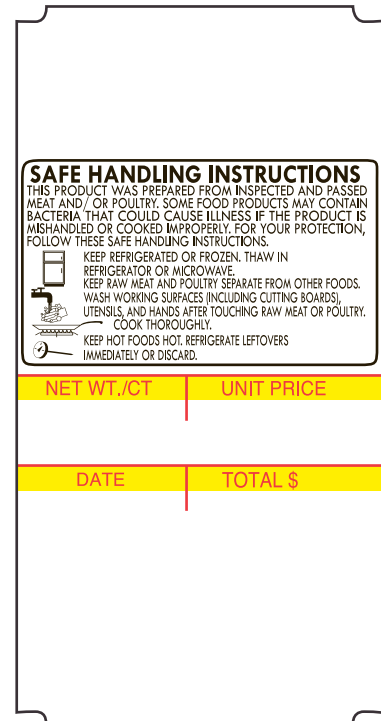 SAFE HANDLING INSTRUCTIONS
THIS PRODUCT WAS PREPARED FROM INSPECTED AND PASSED
MEAT AND/ OR POULTRY. SOME FOOD PRODUCTS MAY CONTAIN
BACTERIA THAT COULD CAUSE ILLNESS IF THE PRODUCT IS
MISHANDLED OR COOKED IMPROPERLY. FOR YOUR PROTECTION,
FOLLOW THESE SAFE HANDLING INSTRUCTIONS.
KEEP REFRIGERATED OR FROZEN. THAW IN
REFRIGERATOR OR MICROWAVE.
KEEP RAW MEAT AND POULTRY SEPARATE FROM OTHER FOODS.
WASH WORKING SURFACES (INCLUDING CUTTING BOARDS),
UTENSILS, AND HANDS AFTER TOUCHING RAW MEAT OR POULTRY.
COOK THOROUGHLY.
KEEP HOT FOODS HOT. REFRIGERATE LEFTOVERS
IMMEDIATELY OR DISCARD.
NET WT./CT UNIT PRICE
DATE TOTAL $